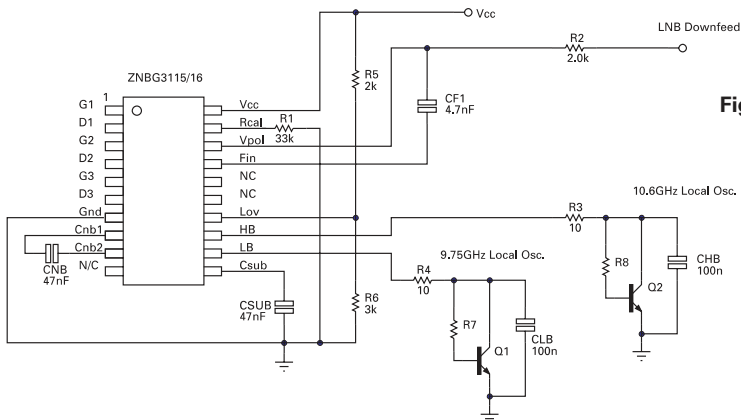 Vcc
LNB Downfeed
R2
2.0k
ZNBG3115/16
R5
2k
CF1
4.7nF
Fig
1
G1
D1
G2
D2
G3
D3
Gnd
Cnb1
Cnb2
N/C
Vcc
Rcal
Vpol
Fin
NC
NC
Lov
HB
LB
Csub
R1
33k
CNB
47nF
CSUB
47nF
R6
3k
9.75GHz Local Osc.
R4
10
R7
Q1
CLB
100n
10.6GHz Local Osc.
R3
10
R8
Q2
CHB
100n